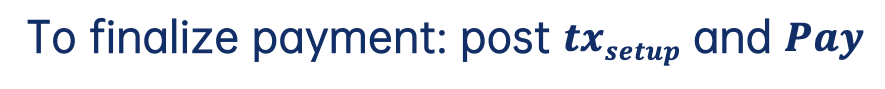 To finalize payment: post tx_setup and Pay